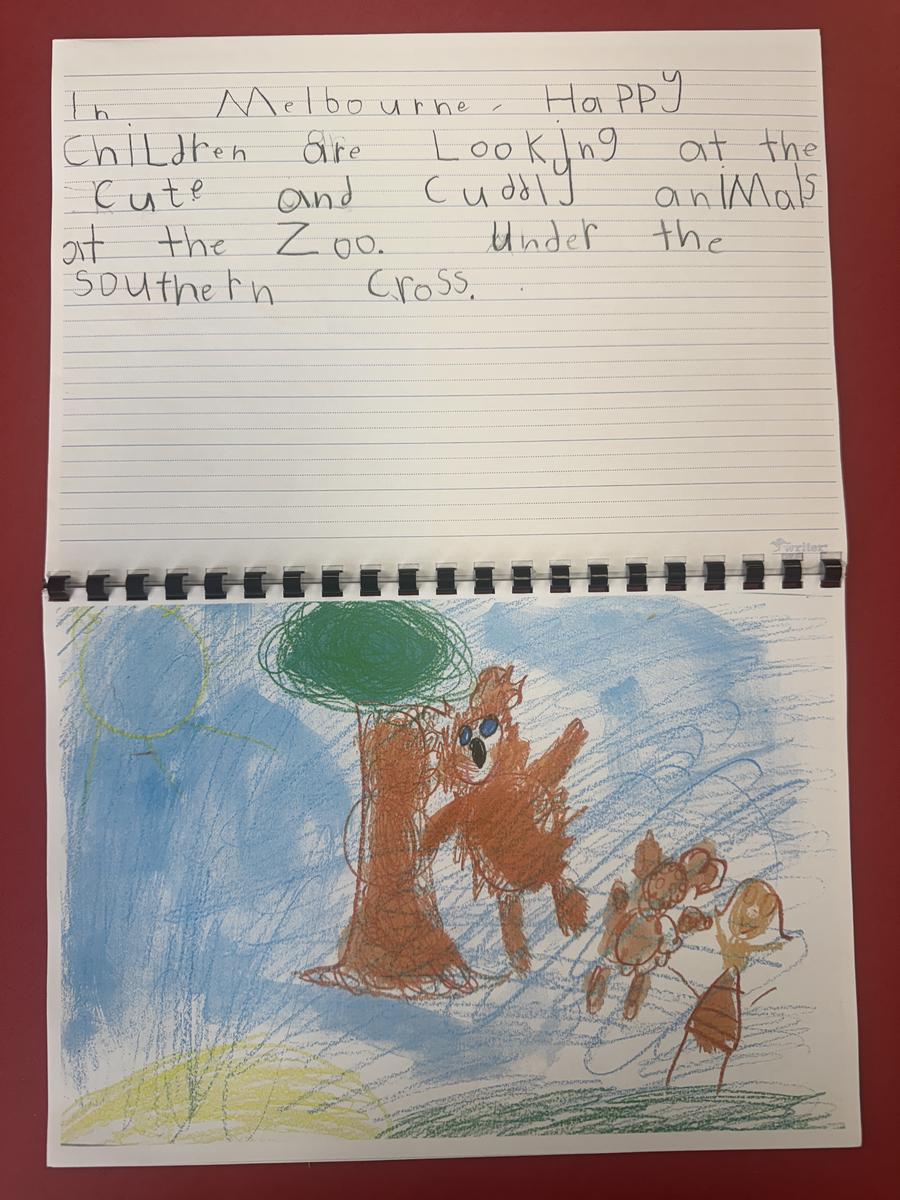 In Melbourne, Happy
ChiLdren are LooKing at the
Cute and Cuddly aniMals
at the Zoo. Under the
Southern Cross.
writer